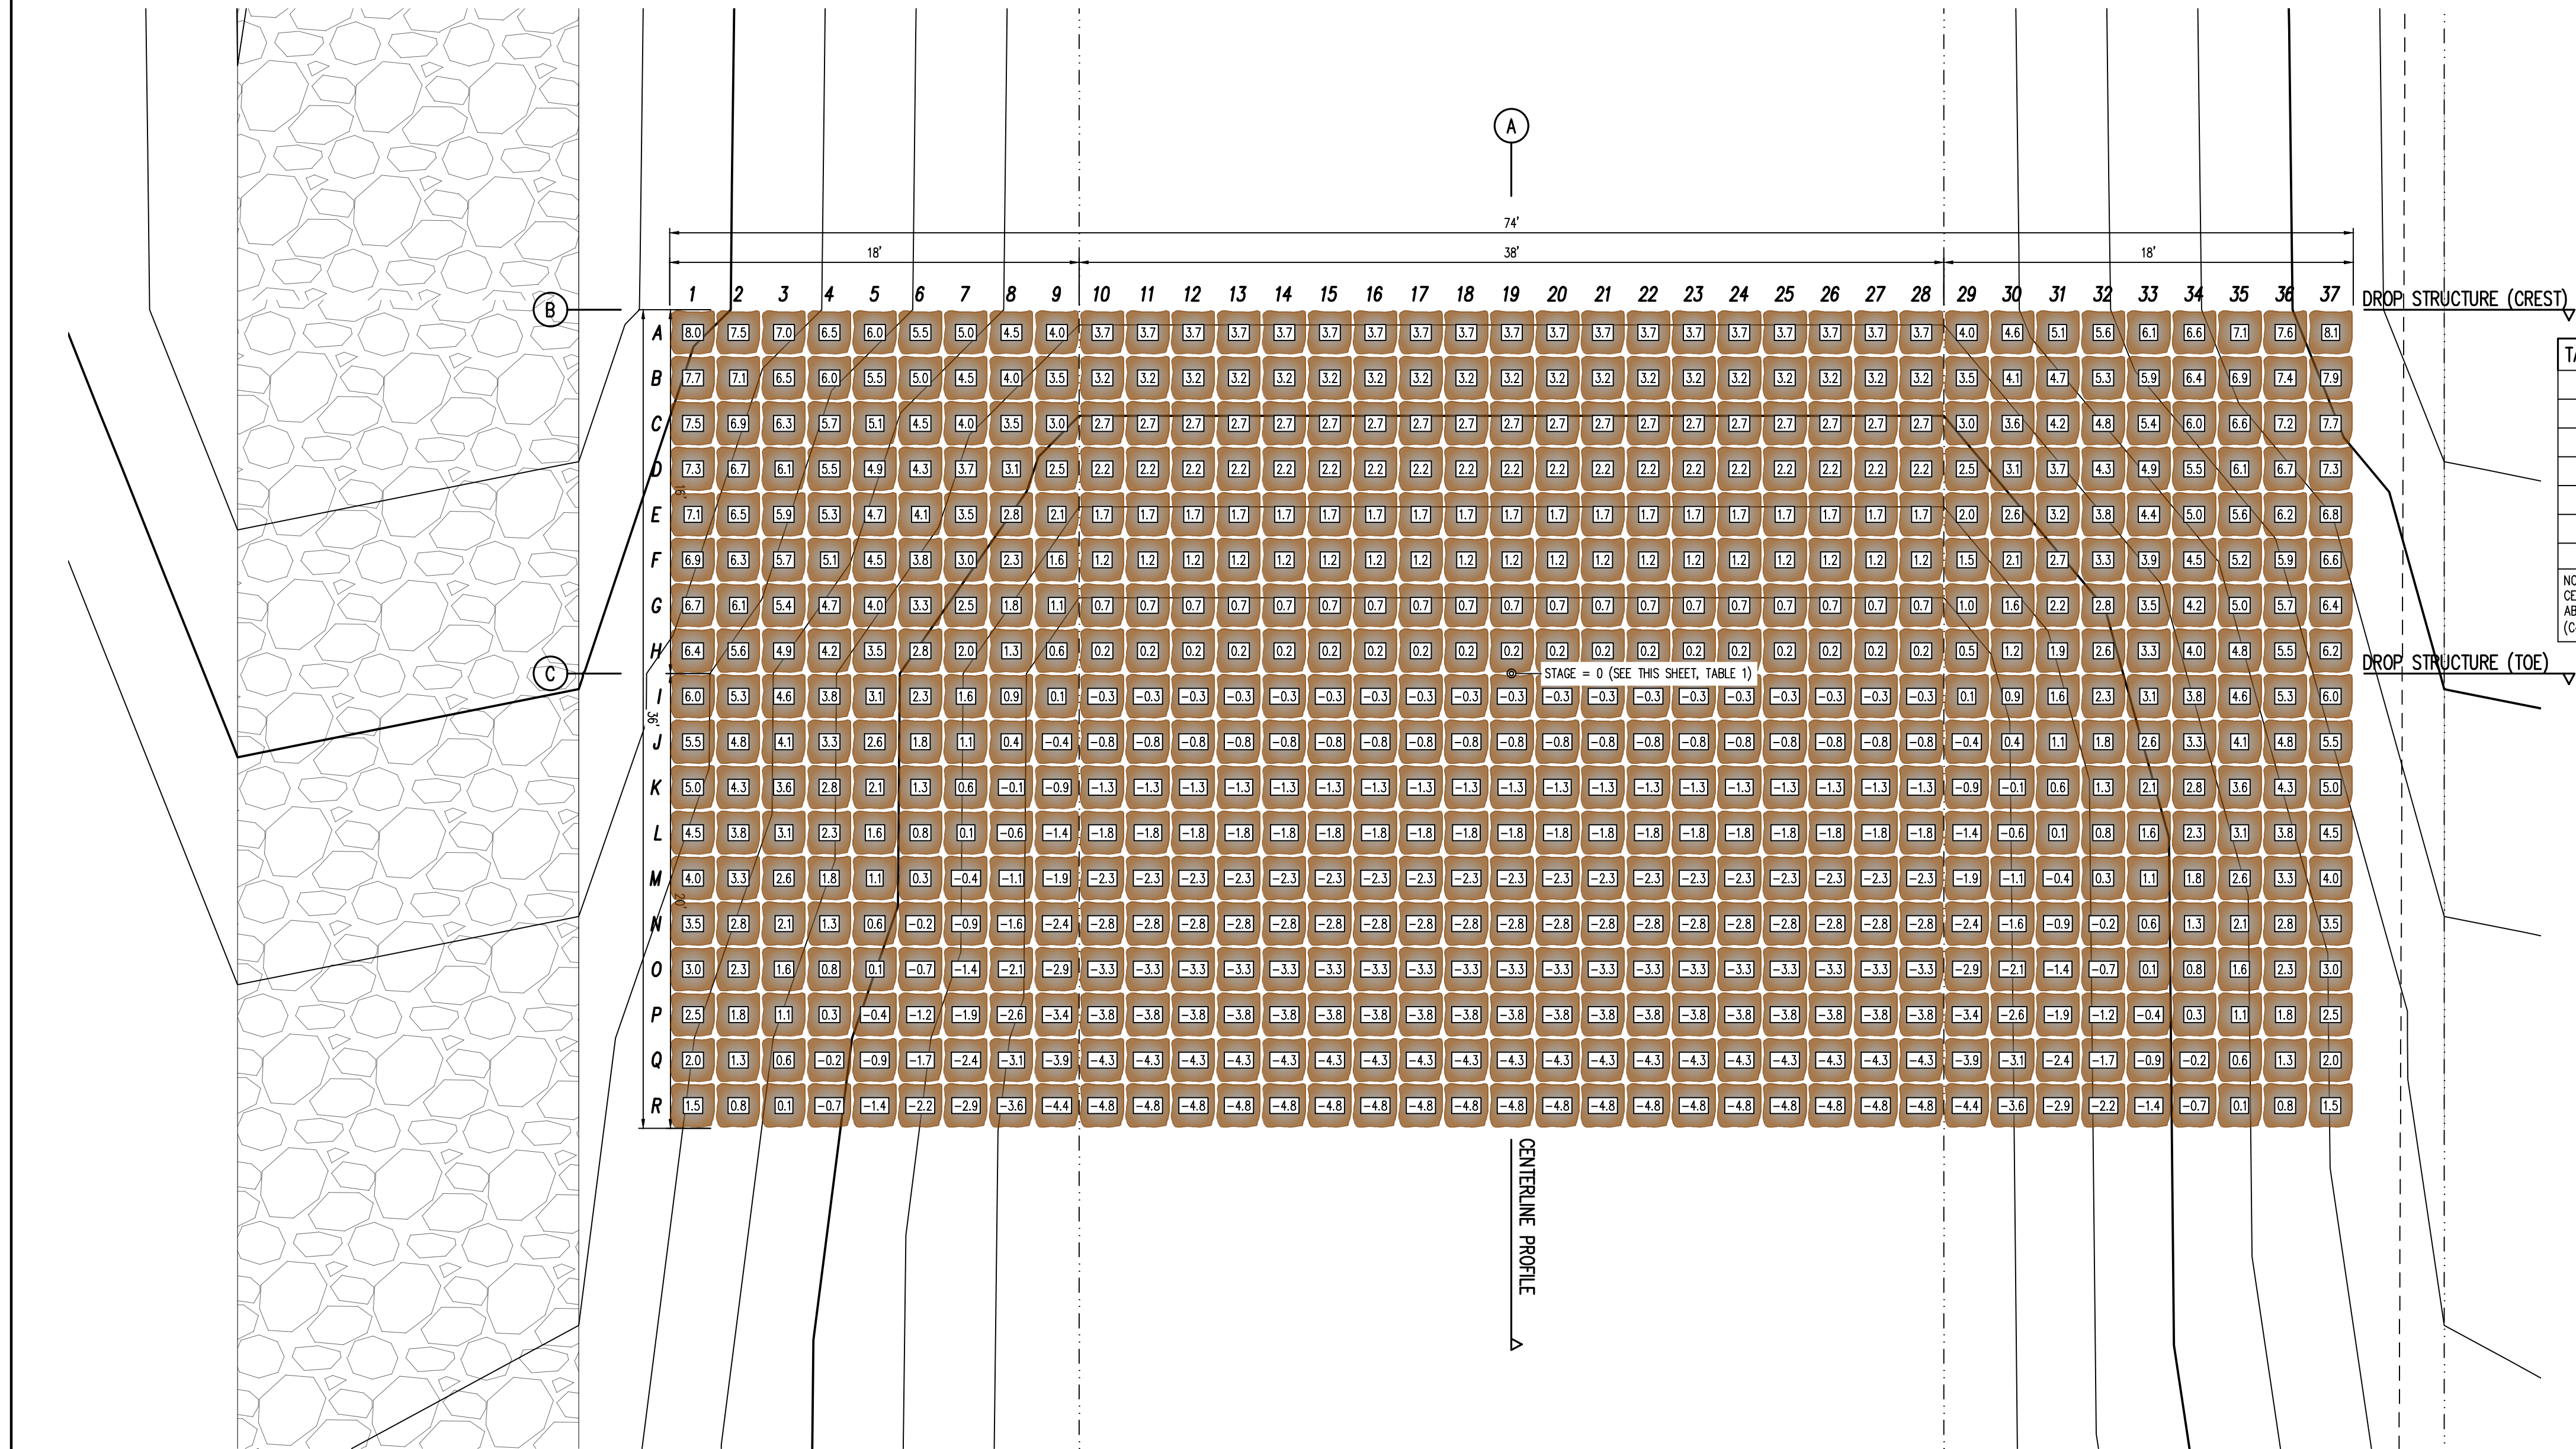 A
74'
18' 38' 18'
1 2 3 4 5 6 7 8 9 10 11 12 13 14 15 16 17 18 19 20 21 22 23 24 25 26 27 28 29 30 31 32 33 34 35 36 37
DROP STRUCTURE (CREST)
B
A 8.0 7.5 7.0 6.5 6.0 5.5 5.0 4.5 4.0 3.7 3.7 3.7 3.7 3.7 3.7 3.7 3.7 3.7 3.7 3.7 3.7 3.7 3.7 3.7 3.7 3.7 3.7 3.7 4.0 4.6 5.1 5.6 6.1 6.6 7.1 7.6 8.1
TA
B 7.7 7.1 6.5 6.0 5.5 5.0 4.5 4.0 3.5 3.2 3.2 3.2 3.2 3.2 3.2 3.2 3.2 3.2 3.2 3.2 3.2 3.2 3.2 3.2 3.2 3.2 3.2 3.2 3.5 4.1 4.7 5.3 5.9 6.4 6.9 7.4 7.9
C 7.5 6.9 6.3 5.7 5.1 4.5 4.0 3.5 3.0 2.7 2.7 2.7 2.7 2.7 2.7 2.7 2.7 2.7 2.7 2.7 2.7 2.7 2.7 2.7 2.7 2.7 2.7 2.7 3.0 3.6 4.2 4.8 5.4 6.0 6.6 7.2 7.7
D 7.3 6.7 6.1 5.5 4.9 4.3 3.7 3.1 2.5 2.2 2.2 2.2 2.2 2.2 2.2 2.2 2.2 2.2 2.2 2.2 2.2 2.2 2.2 2.2 2.2 2.2 2.2 2.2 2.5 3.1 3.7 4.3 4.9 5.5 6.1 6.7 7.3
16'
E 7.1 6.5 5.9 5.3 4.7 4.1 3.5 2.8 2.1 1.7 1.7 1.7 1.7 1.7 1.7 1.7 1.7 1.7 1.7 1.7 1.7 1.7 1.7 1.7 1.7 1.7 1.7 1.7 2.0 2.6 3.2 3.8 4.4 5.0 5.6 6.2 6.8
F 6.9 6.3 5.7 5.1 4.5 3.8 3.0 2.3 1.6 1.2 1.2 1.2 1.2 1.2 1.2 1.2 1.2 1.2 1.2 1.2 1.2 1.2 1.2 1.2 1.2 1.2 1.2 1.2 1.5 2.1 2.7 3.3 3.9 4.5 5.2 5.9 6.6
NO
CE
AB
(C
G 6.7 6.1 5.4 4.7 4.0 3.3 2.5 1.8 1.1 0.7 0.7 0.7 0.7 0.7 0.7 0.7 0.7 0.7 0.7 0.7 0.7 0.7 0.7 0.7 0.7 0.7 0.7 0.7 1.0 1.6 2.2 2.8 3.5 4.2 5.0 5.7 6.4
H 6.4 5.6 4.9 4.2 3.5 2.8 2.0 1.3 0.6 0.2 0.2 0.2 0.2 0.2 0.2 0.2 0.2 0.2 0.2 0.2 0.2 0.2 0.2 0.2 0.2 0.2 0.2 0.2 0.5 1.2 1.9 2.6 3.3 4.0 4.8 5.5 6.2
DROP STRUCTURE (TOE)
C
STAGE = 0 (SEE THIS SHEET, TABLE 1)
I 6.0 5.3 4.6 3.8 3.1 2.3 1.6 0.9 0.1 -0.3 -0.3 -0.3 -0.3 -0.3 -0.3 -0.3 -0.3 -0.3 -0.3 -0.3 -0.3 -0.3 -0.3 -0.3 -0.3 -0.3 -0.3 -0.3 0.1 0.9 1.6 2.3 3.1 3.8 4.6 5.3 6.0
36'
J 5.5 4.8 4.1 3.3 2.6 1.8 1.1 0.4 -0.4 -0.8 -0.8 -0.8 -0.8 -0.8 -0.8 -0.8 -0.8 -0.8 -0.8 -0.8 -0.8 -0.8 -0.8 -0.8 -0.8 -0.8 -0.8 -0.8 -0.4 0.4 1.1 1.8 2.6 3.3 4.1 4.8 5.5
K 5.0 4.3 3.6 2.8 2.1 1.3 0.6 -0.1 -0.9 -1.3 -1.3 -1.3 -1.3 -1.3 -1.3 -1.3 -1.3 -1.3 -1.3 -1.3 -1.3 -1.3 -1.3 -1.3 -1.3 -1.3 -1.3 -1.3 -0.9 -0.1 0.6 1.3 2.1 2.8 3.6 4.3 5.0
L 4.5 3.8 3.1 2.3 1.6 0.8 0.1 -0.6 -1.4 -1.8 -1.8 -1.8 -1.8 -1.8 -1.8 -1.8 -1.8 -1.8 -1.8 -1.8 -1.8 -1.8 -1.8 -1.8 -1.8 -1.8 -1.8 -1.8 -1.4 -0.6 0.1 0.8 1.6 2.3 3.1 3.8 4.5
M 4.0 3.3 2.6 1.8 1.1 0.3 -0.4 -1.1 -1.9 -2.3 -2.3 -2.3 -2.3 -2.3 -2.3 -2.3 -2.3 -2.3 -2.3 -2.3 -2.3 -2.3 -2.3 -2.3 -2.3 -2.3 -2.3 -2.3 -1.9 -1.1 -0.4 0.3 1.1 1.8 2.6 3.3 4.0
20'
N 3.5 2.8 2.1 1.3 0.6 -0.2 -0.9 -1.6 -2.4 -2.8 -2.8 -2.8 -2.8 -2.8 -2.8 -2.8 -2.8 -2.8 -2.8 -2.8 -2.8 -2.8 -2.8 -2.8 -2.8 -2.8 -2.8 -2.8 -2.4 -1.6 -0.9 -0.2 0.6 1.3 2.1 2.8 3.5
O 3.0 2.3 1.6 0.8 0.1 -0.7 -1.4 -2.1 -2.9 -3.3 -3.3 -3.3 -3.3 -3.3 -3.3 -3.3 -3.3 -3.3 -3.3 -3.3 -3.3 -3.3 -3.3 -3.3 -3.3 -3.3 -3.3 -3.3 -2.9 -2.1 -1.4 -0.7 0.1 0.8 1.6 2.3 3.0
P 2.5 1.8 1.1 0.3 -0.4 -1.2 -1.9 -2.6 -3.4 -3.8 -3.8 -3.8 -3.8 -3.8 -3.8 -3.8 -3.8 -3.8 -3.8 -3.8 -3.8 -3.8 -3.8 -3.8 -3.8 -3.8 -3.8 -3.8 -3.4 -2.6 -1.9 -1.2 -0.4 0.3 1.1 1.8 2.5
Q 2.0 1.3 0.6 -0.2 -0.9 -1.7 -2.4 -3.1 -3.9 -4.3 -4.3 -4.3 -4.3 -4.3 -4.3 -4.3 -4.3 -4.3 -4.3 -4.3 -4.3 -4.3 -4.3 -4.3 -4.3 -4.3 -4.3 -4.3 -3.9 -3.1 -2.4 -1.7 -0.9 -0.2 0.6 1.3 2.0
R 1.5 0.8 0.1 -0.7 -1.4 -2.2 -2.9 -3.6 -4.4 -4.8 -4.8 -4.8 -4.8 -4.8 -4.8 -4.8 -4.8 -4.8 -4.8 -4.8 -4.8 -4.8 -4.8 -4.8 -4.8 -4.8 -4.8 -4.8 -4.4 -3.6 -2.9 -2.2 -1.4 -0.7 0.1 0.8 1.5
CENTERLINE PROFILE